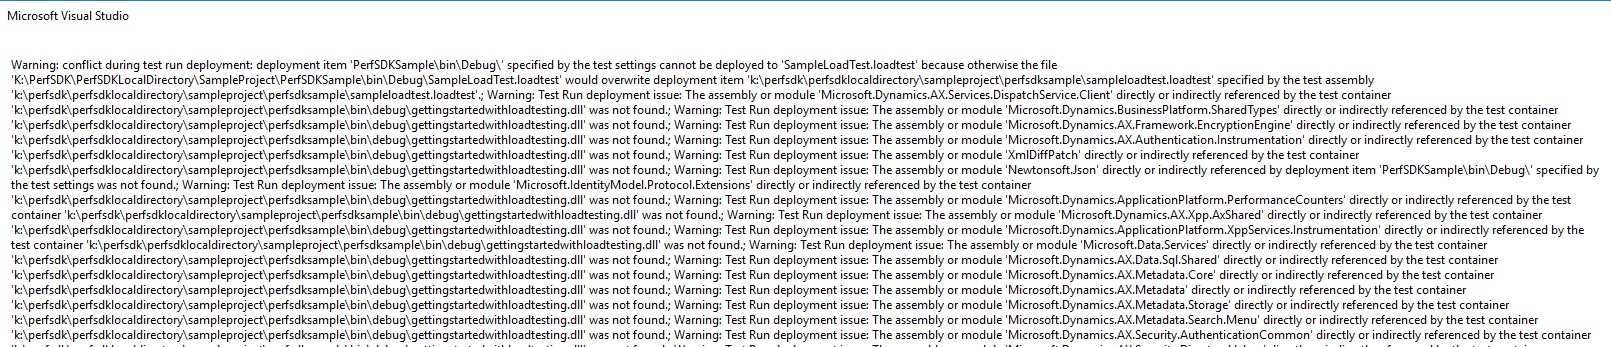 Microsoft Visual Studio
Warning: conflict during test run deployment: deployment item 'PerfSDKSample\bin\Debug\' specified by the test settings cannot be deployed to 'SampleLoadTest.loadtest' because otherwise the file
'K:\PerfSDK\PerfSDKLocalDirectory\SampleProject\PerfSDKSample\bin\Debug\SampleLoadTest.loadtest' would overwrite deployment item 'k:\perfsdk\perfsdklocaldirectory\sampleproject\perfsdksample\sampleloadtest.loadtest' specified by the test assembly
'k:\perfsdk\perfsdklocaldirectory\sampleproject\perfsdksample\sampleloadtest.loadtest'.; Warning: Test Run deployment issue: The assembly or module 'Microsoft.Dynamics.AX.Services.DispatchService.Client' directly or indirectly referenced by the test container
'k:\perfsdk\perfsdklocaldirectory\sampleproject\perfsdksample\bin\debug\gettingstartedwithloadtesting.dll' was not found.; Warning: Test Run deployment issue: The assembly or module 'Microsoft.Dynamics.BusinessPlatform.SharedTypes' directly or indirectly referenced by the test container
'k:\perfsdk\perfsdklocaldirectory\sampleproject\perfsdksample\bin\debug\gettingstartedwithloadtesting.dll' was not found.; Warning: Test Run deployment issue: The assembly or module 'Microsoft.Dynamics.AX.Framework.EncryptionEngine' directly or indirectly referenced by the test container
'k:\perfsdk\perfsdklocaldirectory\sampleproject\perfsdksample\bin\debug\gettingstartedwithloadtesting.dll' was not found.; Warning: Test Run deployment issue: The assembly or module 'Microsoft.Dynamics.AX.Authentication.Instrumentation' directly or indirectly referenced by the test container
'k:\perfsdk\perfsdklocaldirectory\sampleproject\perfsdksample\bin\debug\gettingstartedwithloadtesting.dll' was not found.; Warning: Test Run deployment issue: The assembly or module 'XmlDiffPatch' directly or indirectly referenced by the test container
'k:\perfsdk\perfsdklocaldirectory\sampleproject\perfsdksample\bin\debug\gettingstartedwithloadtesting.dll' was not found.; Warning: Test Run deployment issue: The assembly or module 'Newtonsoft.Json' directly or indirectly referenced by deployment item 'PerfSDKSample\bin\Debug\' specified by
the test settings was not found.; Warning: Test Run deployment issue: The assembly or module 'Microsoft.IdentityModel.Protocol.Extensions' directly or indirectly referenced by the test container
'k:\perfsdk\perfsdklocaldirectory\sampleproject\perfsdksample\bin\debug\gettingstartedwithloadtesting.dll' was not found.; Warning: Test Run deployment issue: The assembly or module 'Microsoft.Dynamics.ApplicationPlatform.PerformanceCounters' directly or indirectly referenced by the test
container 'k:\perfsdk\perfsdklocaldirectory\sampleproject\perfsdksample\bin\debug\gettingstartedwithloadtesting.dll' was not found.; Warning: Test Run deployment issue: The assembly or module 'Microsoft.Dynamics.AX.Xpp.AxShared' directly or indirectly referenced by the test container
'k:\perfsdk\perfsdklocaldirectory\sampleproject\perfsdksample\bin\debug\gettingstartedwithloadtesting.dll' was not found.; Warning: Test Run deployment issue: The assembly or module 'Microsoft.Dynamics.ApplicationPlatform.XppServices.Instrumentation' directly or indirectly referenced by the
test container 'k:\perfsdk\perfsdklocaldirectory\sampleproject\perfsdksample\bin\debug\gettingstartedwithloadtesting.dll' was not found.; Warning: Test Run deployment issue: The assembly or module 'Microsoft.Data.Services' directly or indirectly referenced by the test container
'k:\perfsdk\perfsdklocaldirectory\sampleproject\perfsdksample\bin\debug\gettingstartedwithloadtesting.dll' was not found.; Warning: Test Run deployment issue: The assembly or module 'Microsoft.Dynamics.AX.Data.Sql.Shared' directly or indirectly referenced by the test container
'k:\perfsdk\perfsdklocaldirectory\sampleproject\perfsdksample\bin\debug\gettingstartedwithloadtesting.dll' was not found.; Warning: Test Run deployment issue: The assembly or module 'Microsoft.Dynamics.AX.Metadata.Core' directly or indirectly referenced by the test container
'k:\perfsdk\perfsdklocaldirectory\sampleproject\perfsdksample\bin\debug\gettingstartedwithloadtesting.dll' was not found.; Warning: Test Run deployment issue: The assembly or module 'Microsoft.Dynamics.AX.Metadata' directly or indirectly referenced by the test container
'k:\perfsdk\perfsdklocaldirectory\sampleproject\perfsdksample\bin\debug\gettingstartedwithloadtesting.dll' was not found.; Warning: Test Run deployment issue: The assembly or module 'Microsoft.Dynamics.AX.Metadata.Storage' directly or indirectly referenced by the test container
'k:\perfsdk\perfsdklocaldirectory\sampleproject\perfsdksample\bin\debug\gettingstartedwithloadtesting.dll' was not found.; Warning: Test Run deployment issue: The assembly or module 'Microsoft.Dynamics.AX.Metadata.Search.Menu' directly or indirectly referenced by the test container
'k:\perfsdk\perfsdklocaldirectory\sampleproject\perfsdksample\bin\debug\gettingstartedwithloadtesting.dll' was not found.; Warning: Test Run deployment issue: The assembly or module 'Microsoft.Dynamics.AX.Security.AuthenticationCommon' directly or indirectly referenced by the test container